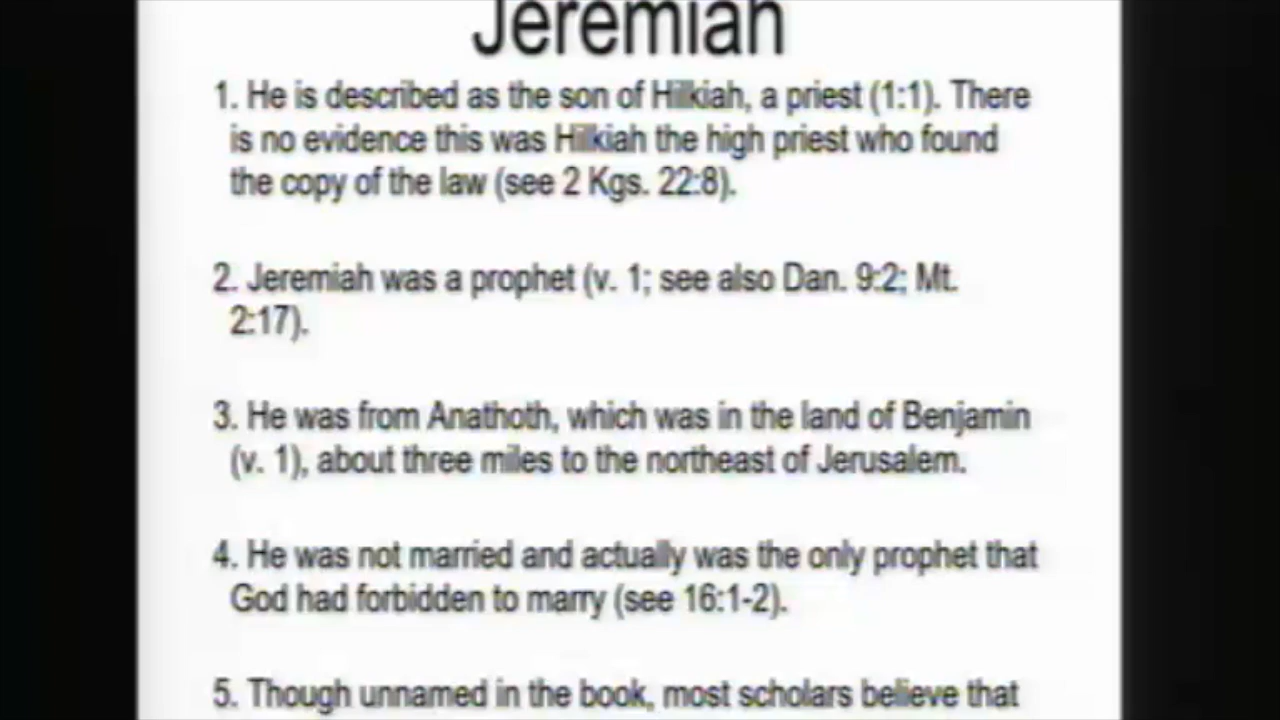 Jeremiah
1. He is described as the son of Hilkiah, a priest (1:1). There
is no evidence this was Hilkiah the high priest who found
the copy of the law (see 2 Kgs. 22:8).
2. Jeremiah was a prophet (v. 1; see also Dan. 9:2; Mt.
2:17).
3. He was from Anathoth, which was in the land of Benjamin
(v. 1), about three miles to the northeast of Jerusalem.
4. He was not married and actually was the only prophet that
God had forbidden to marry (see 16:1-2).
5. Though unnamed in the book, most scholars believe that